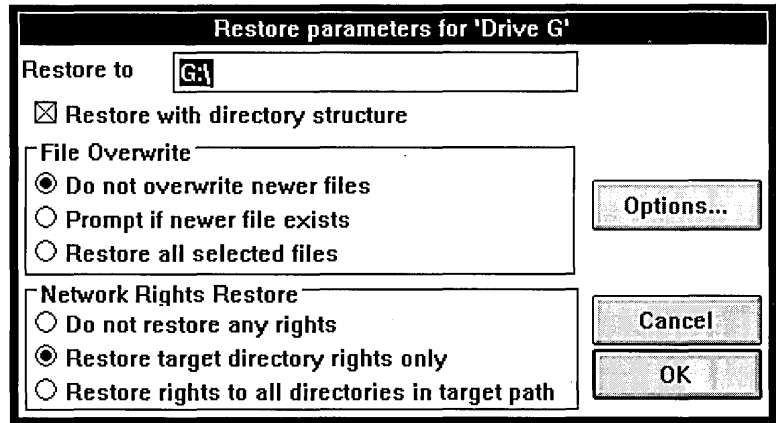 Restore parameters for 'Drive G'
Restore to G:\
Restore with directory structure
File Overwrite
Do not overwrite newer files
Prompt if newer file exists
Restore all selected files
Options...
Network Rights Restore
Do not restore any rights
Restore target directory rights only
Restore rights to all directories in target path
Cancel
OK